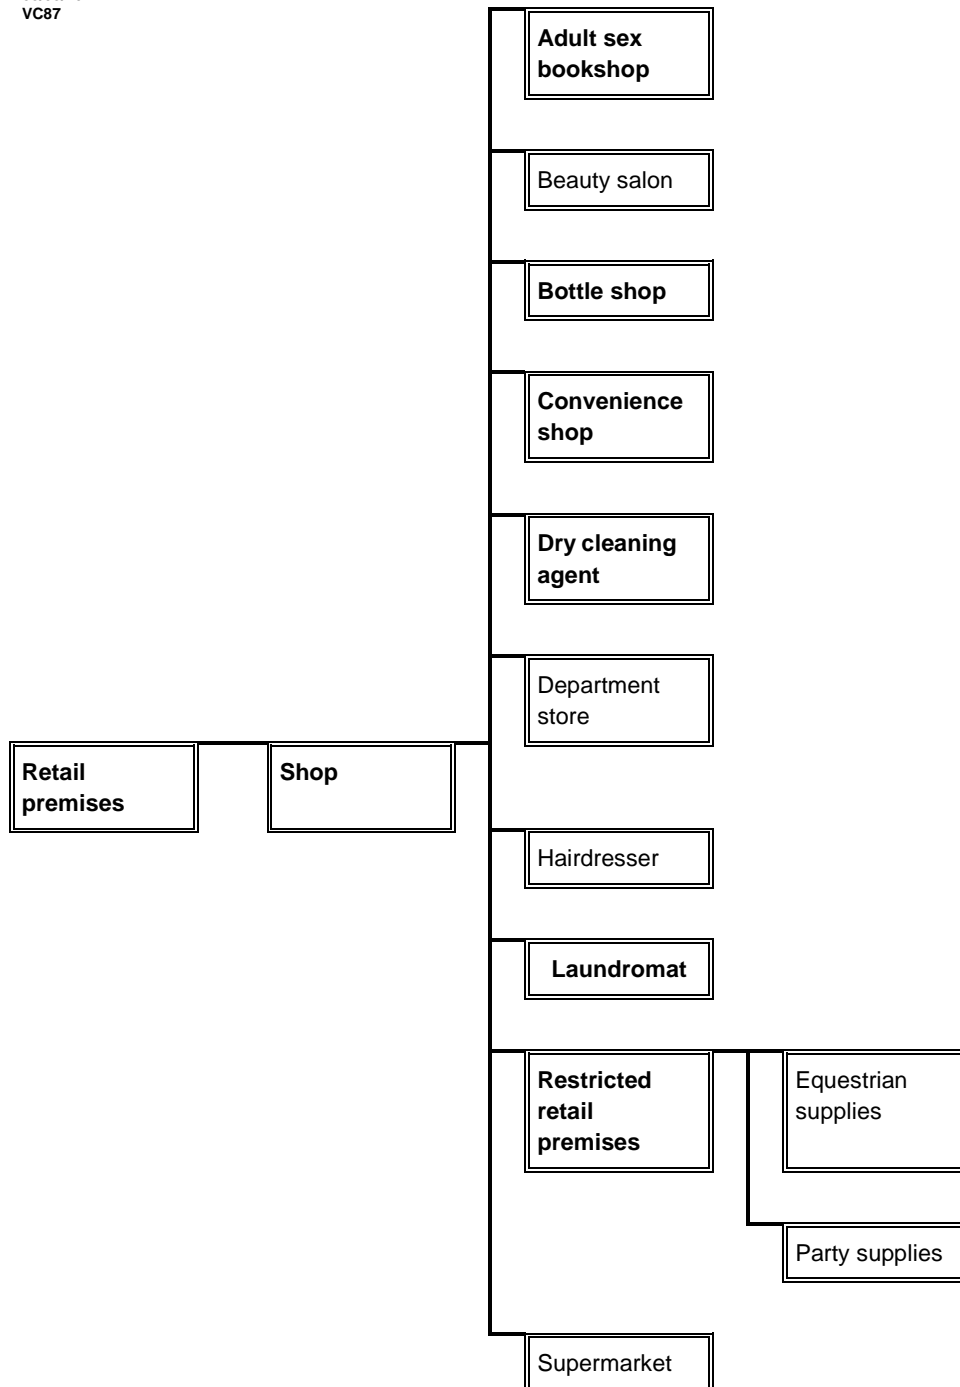 VC87
Adult sex
bookshop
Beauty salon
Bottle shop
Convenience
shop
Dry cleaning
agent
Department
store
Retail
premises
Shop
Hairdresser
Laundromat
Restricted
retail
premises
Equestrian
supplies
Party supplies
Supermarket